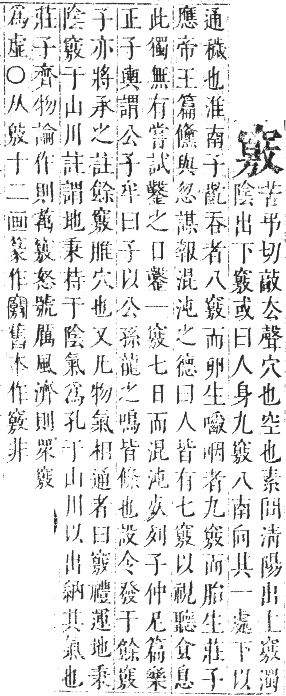 竅
苦弔切敲去聲穴也空也素問清陽出上竅濁
陰出下竅或曰人身九竅八南向其一處下以
通穢也淮南子齕吞者八竅而卵生嚼咽者九竅而胎生莊子
應帝王篇儵與忽謀報混沌之德曰人皆有七竅以視聽食息
此獨無有嘗試鑿之日鑿一竅七日而混沌歿列子仲尼篇樂
正子輿謂公子牟曰子以公孫龍之鳴皆條也設令發于餘竅
子亦將承之註餘竅脽穴也又凡物氣相通者曰竅禮運地秉
陰竅于山川註謂地秉持于陰氣爲孔于山川以出納其氣也
莊子齊物論作則萬竅怒號厲風濟則眾竅
爲虛○从敫十二画篆作舊本作竅非